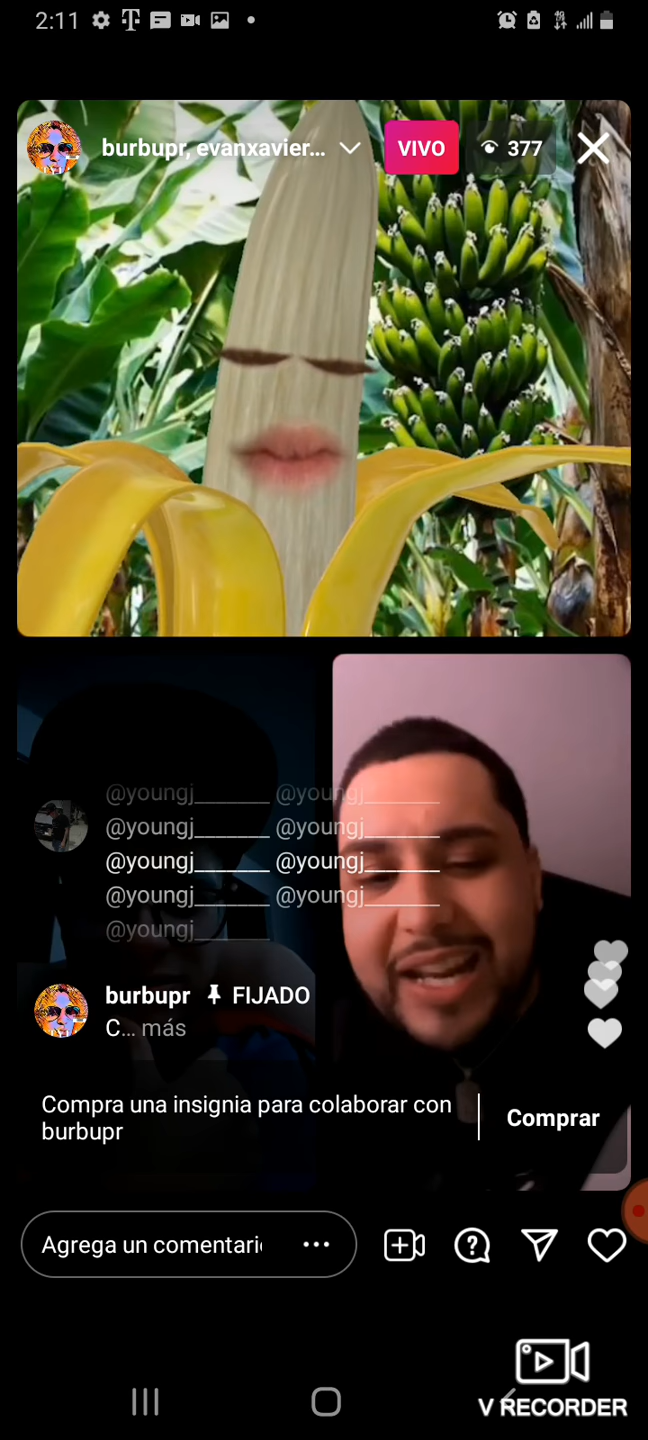 2:11
burbupr, evanxavier...
VIVO
377
@youngj_______ @youngj_______
@youngj_______ @youngj_______
@youngj_______ @youngj_______
@youngj_______ @youngj_______
@youngj_______
burbupr FIJADO
C... más
Compra una insignia para colaborar con
burbupr
Comprar
Agrega un comentari
V RECORDER